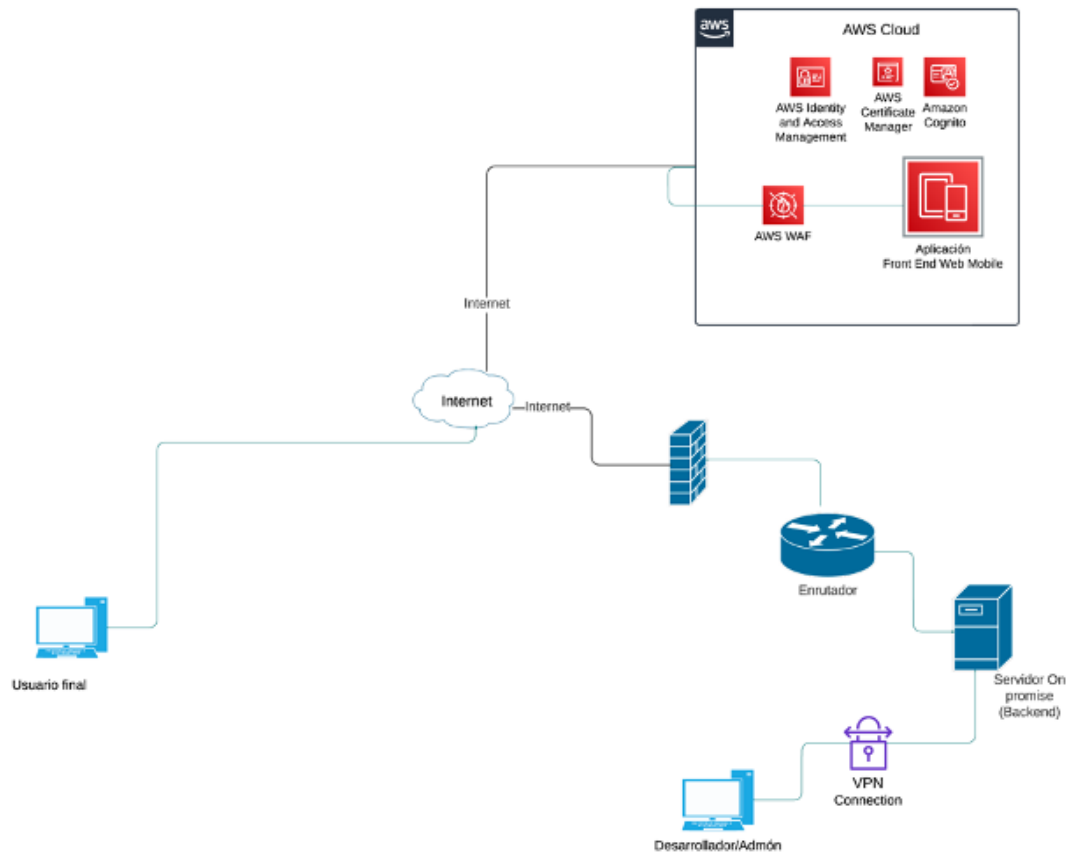 aws
AWS Cloud
AWS Identity
and Access
Management
AWS
Certificate
Manager
Amazon
Cognito
AWS WAF
Aplicación
Front End Web Mobile
Internet
Internet
Internet
Enrutador
Usuario final
Servidor On
promise
(Backend)
VPN
Connection
Desarrollador/Admón